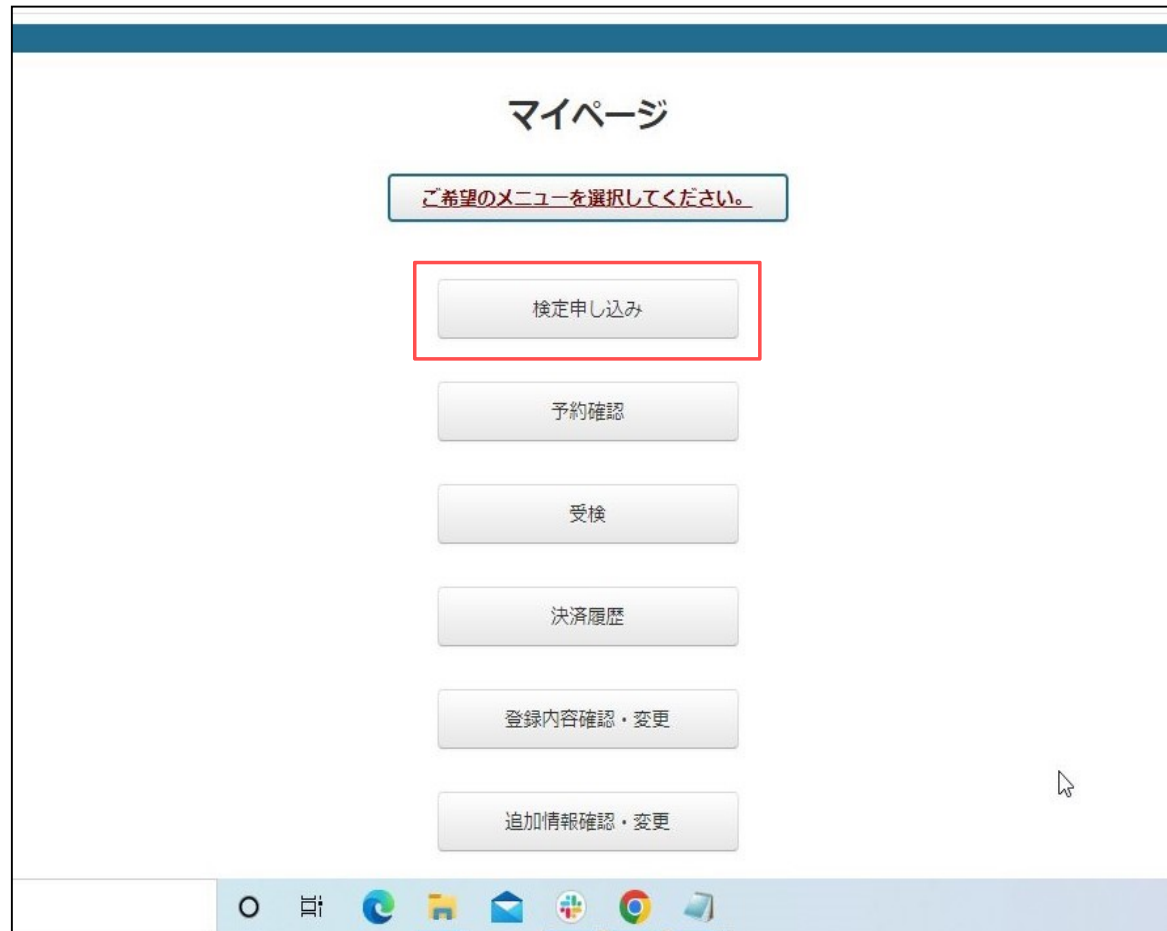 マイページ
ご希望のメニューを選択してください。
検定申し込み
予約確認
受検
決済履歴
登録内容確認・変更
追加情報確認・変更